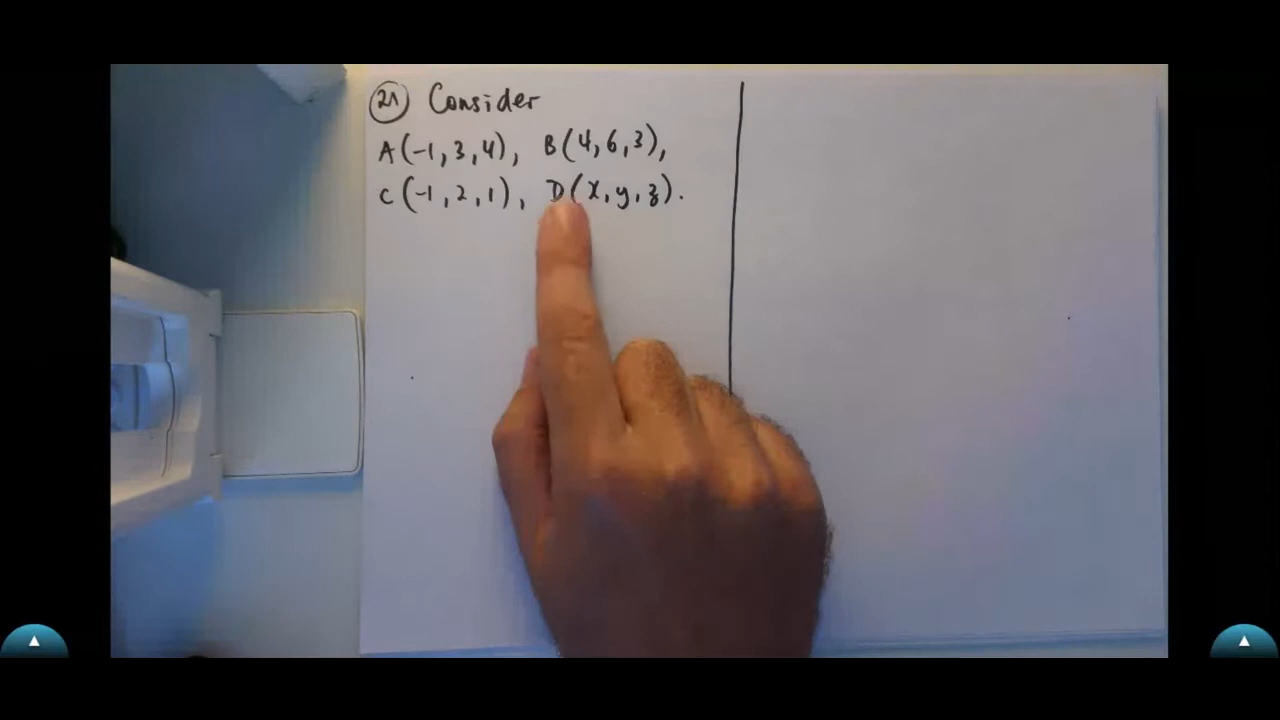 21 Consider
A(-1,3,4), B(4,6,3),
C(-1,2,1), D(x,y,z).